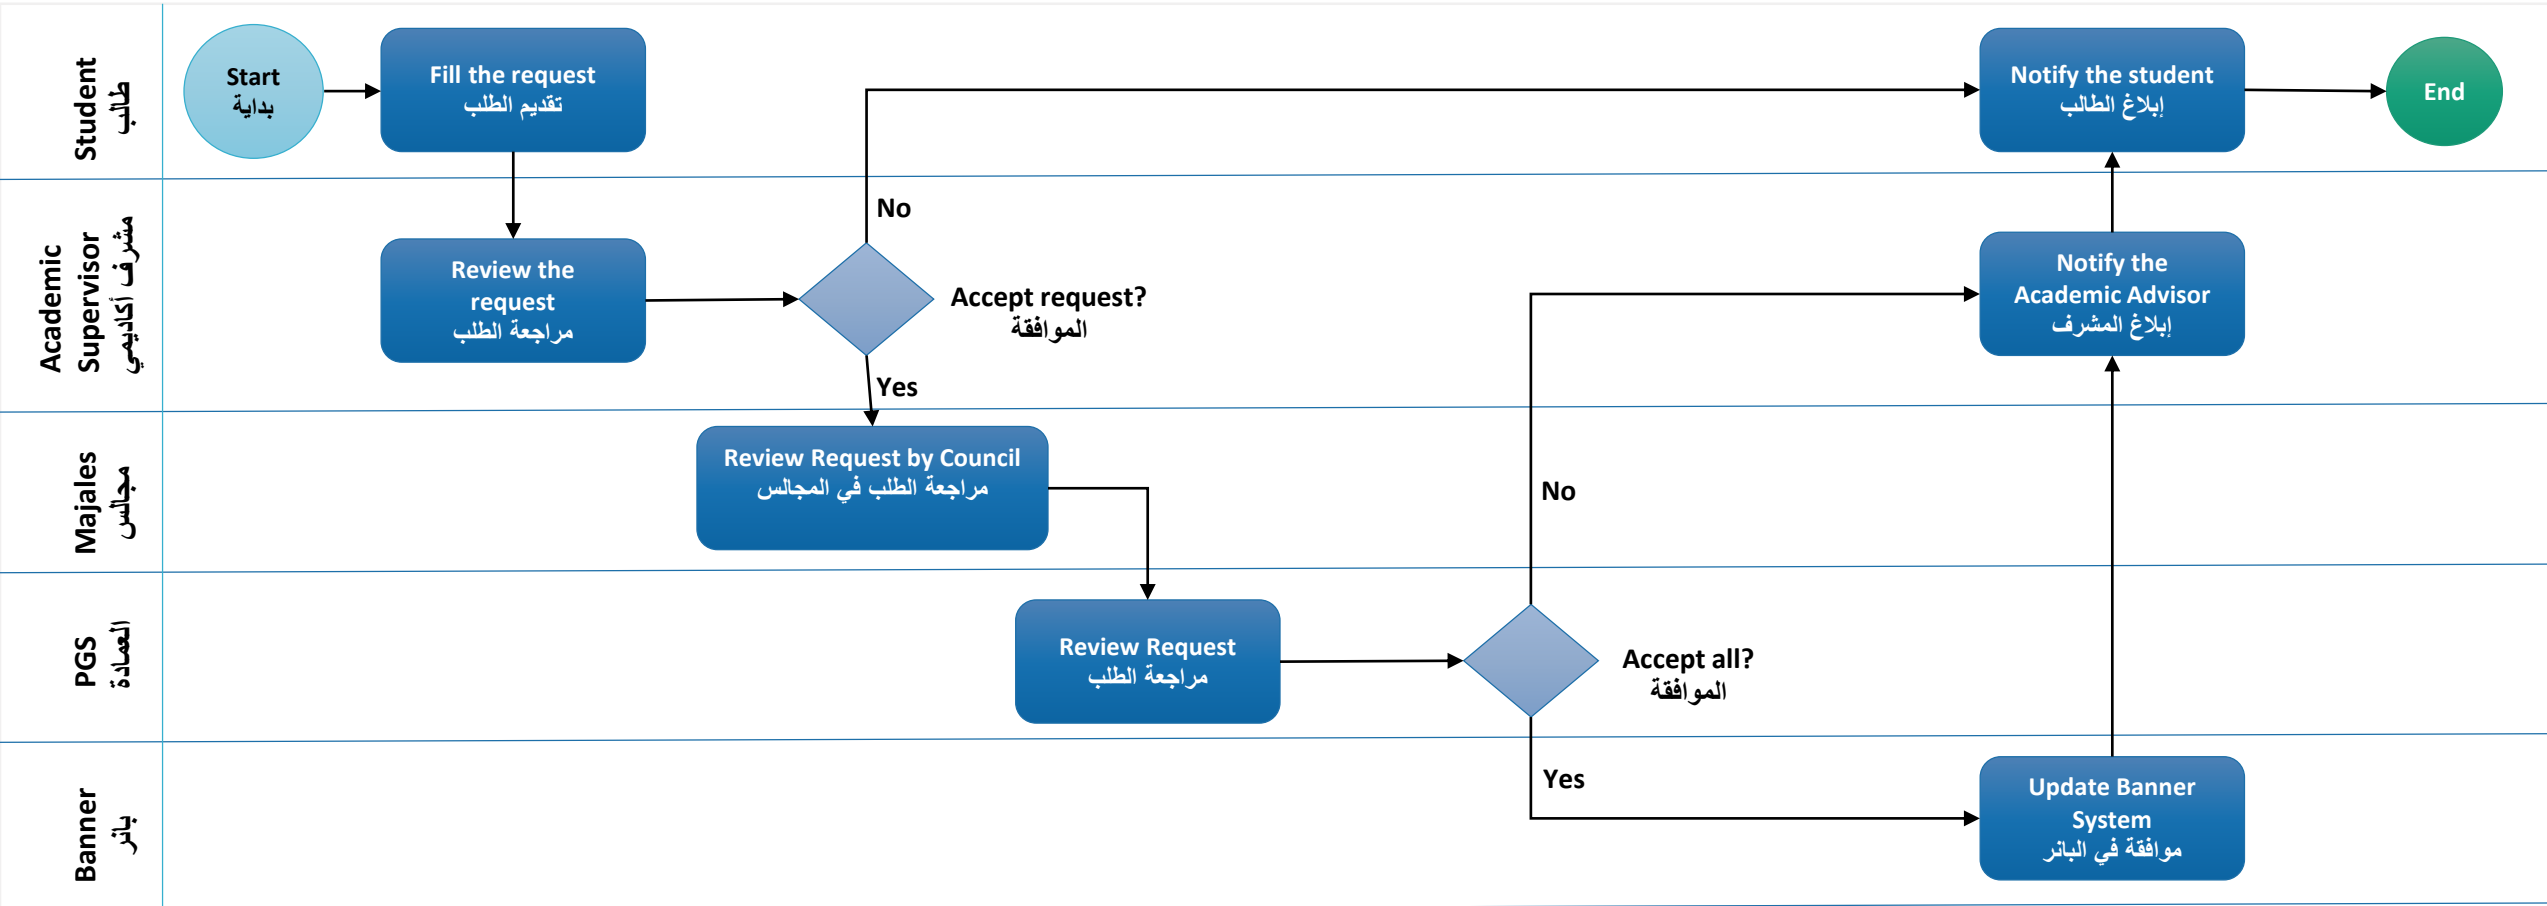 Student
طالب
Start
بداية
Fill the request
تقديم الطلب
Notify the student
إبلاغ الطالب
End
Academic
Supervisor
مشرف أكاديمي
Review the
request
مراجعة الطلب
No
Accept request?
الموافقة
Yes
Notify the
Academic Advisor
إبلاغ المشرف
Majales
مجالس
Review Request by Council
مراجعة الطلب في المجالس
No
PGS
العمادة
Review Request
مراجعة الطلب
Accept all?
الموافقة
Yes
Banner
بانر
Update Banner
System
موافقة في البانر